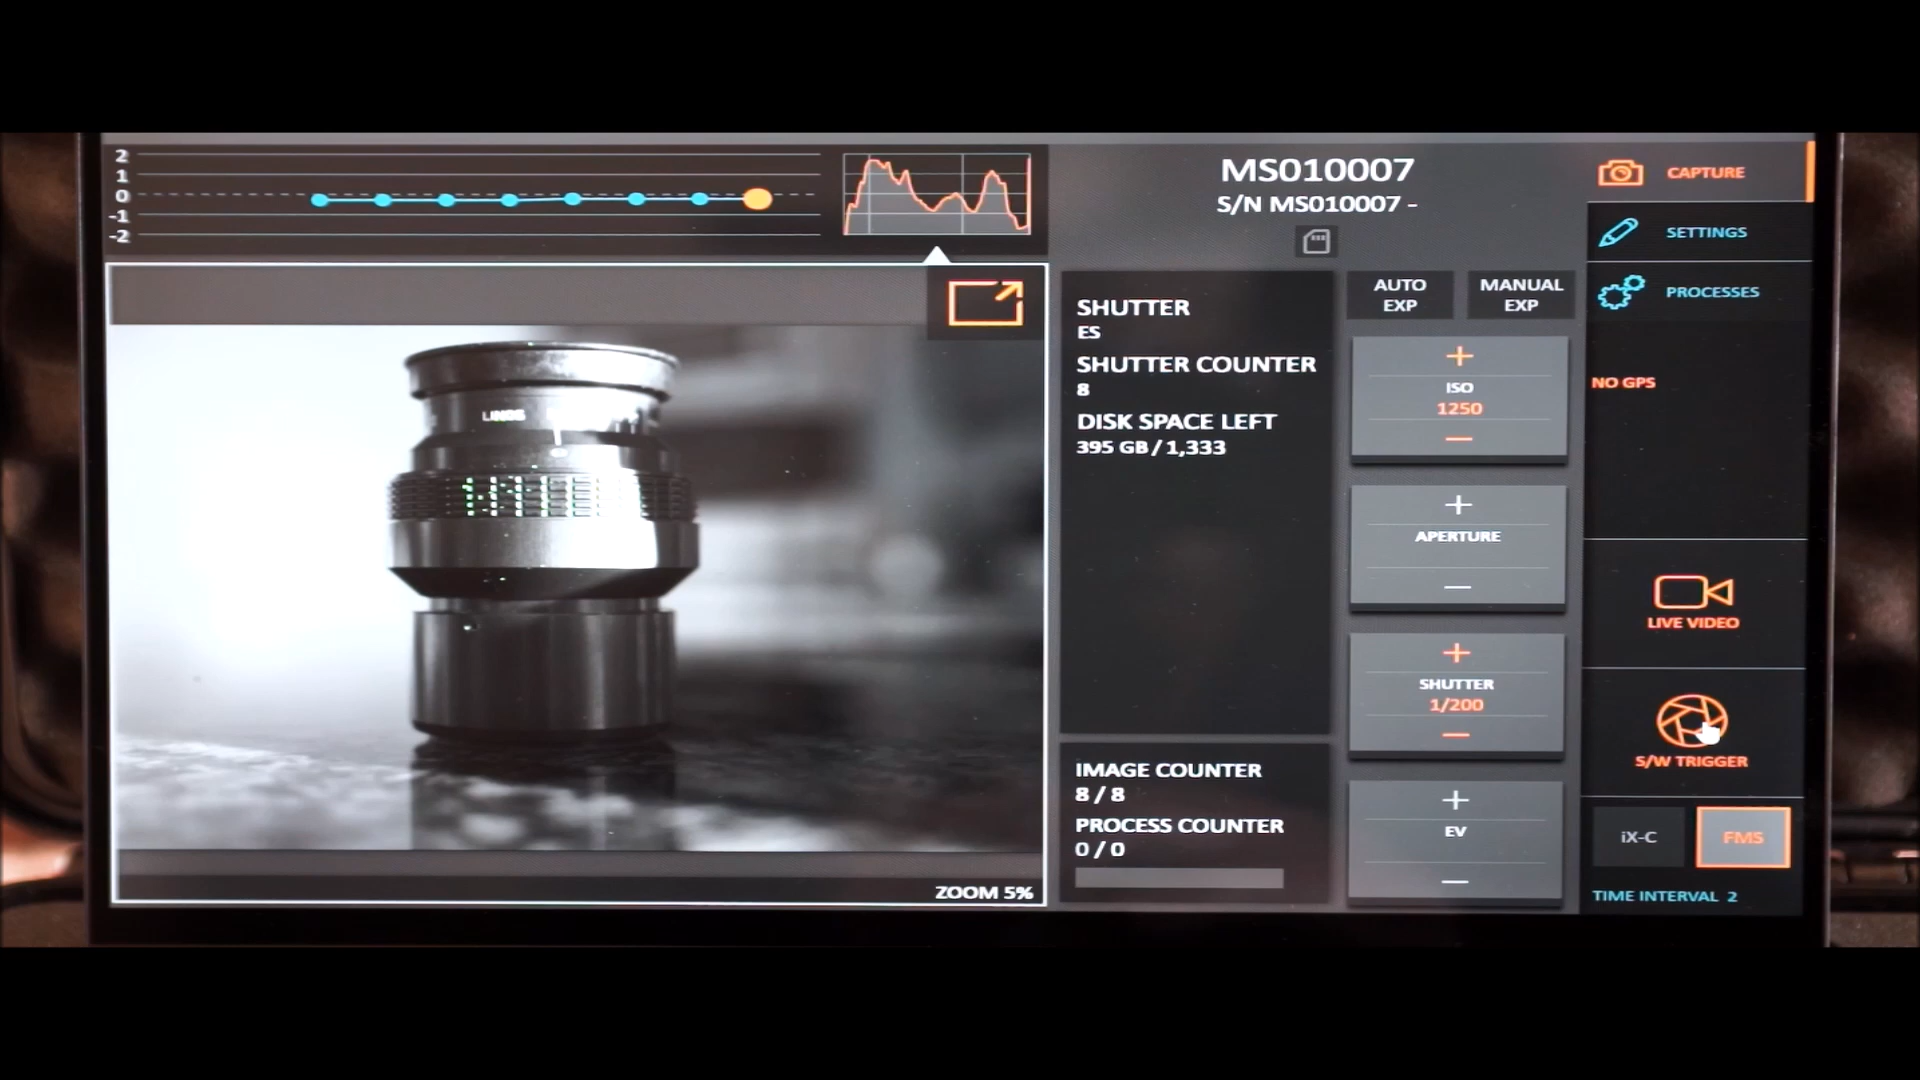 2
1
0
-1
-2
LINOS
ZOOM 5%
MS010007
S/N MS010007 -
SHUTTER
ES
SHUTTER COUNTER
8
DISK SPACE LEFT
395 GB / 1,333
IMAGE COUNTER
8 / 8
PROCESS COUNTER
0 / 0
AUTO
EXP
MANUAL
EXP
+
ISO
1250
—
+
APERTURE
—
+
SHUTTER
1/200
—
+
EV
—
CAPTURE
SETTINGS
PROCESSES
NO GPS
LIVE VIDEO
S/W TRIGGER
iX-C
FMS
TIME INTERVAL 2